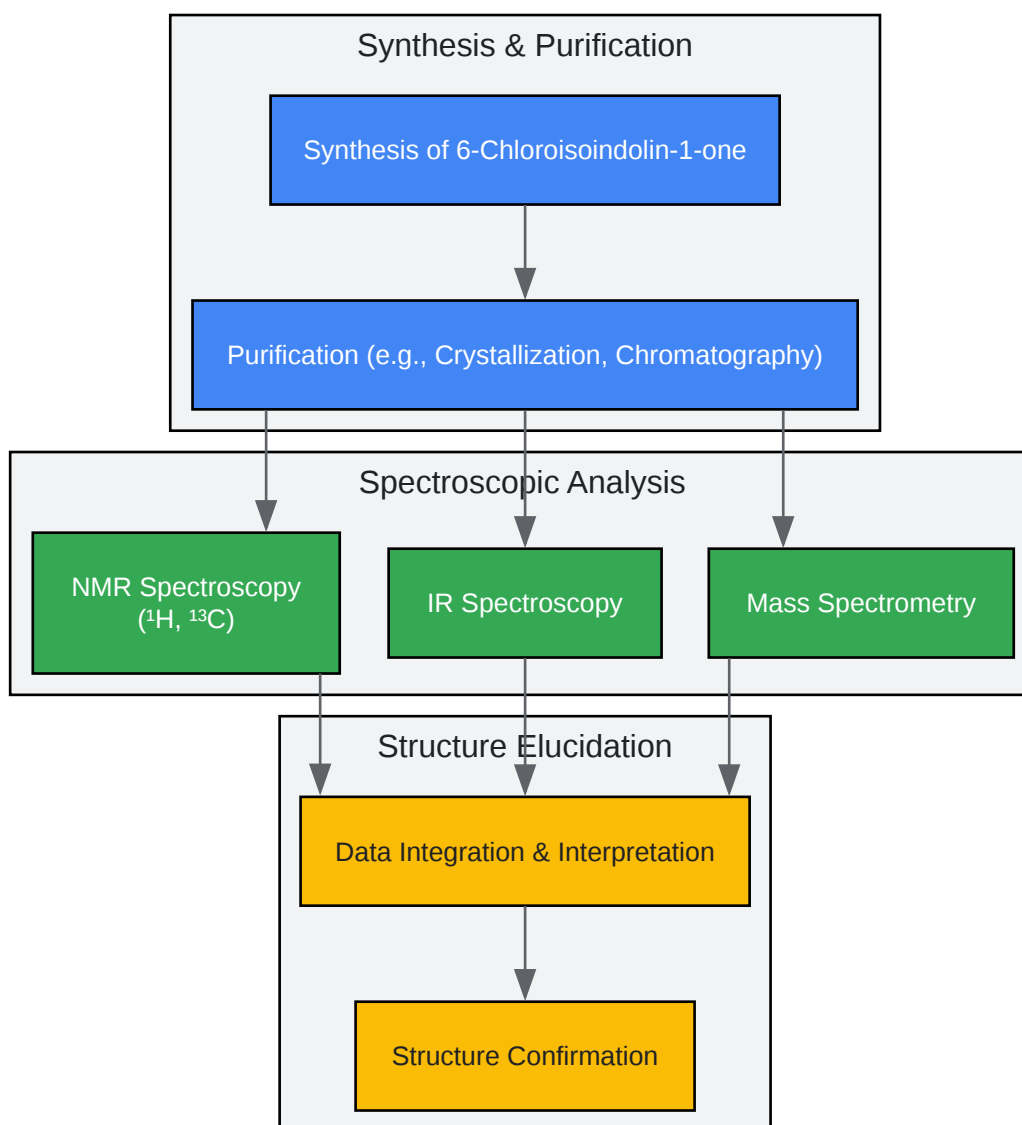 Synthesis & Purification
Synthesis of 6-Chloroisoindolin-1-one
Purification (e.g., Crystallization, Chromatography)
Spectroscopic Analysis
NMR Spectroscopy
(¹H, ¹³C)
IR Spectroscopy
Mass Spectrometry
Structure Elucidation
Data Integration & Interpretation
Structure Confirmation